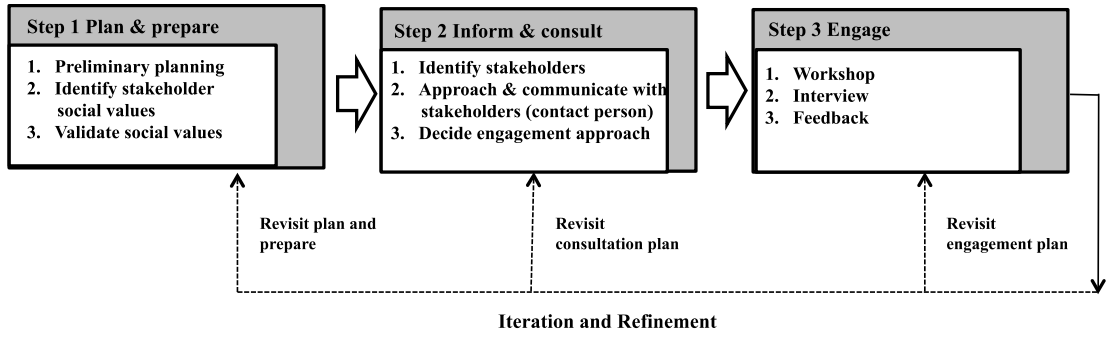 Step 1 Plan & prepare
1. Preliminary planning
2. Identify stakeholder
social values
3. Validate social values
Step 2 Inform & consult
1. Identify stakeholders
2. Approach & communicate with
stakeholders (contact person)
3. Decide engagement approach
Step 3 Engage
1. Workshop
2. Interview
3. Feedback
Revisit plan and
prepare
Revisit
consultation plan
Revisit
engagement plan
Iteration and Refinement